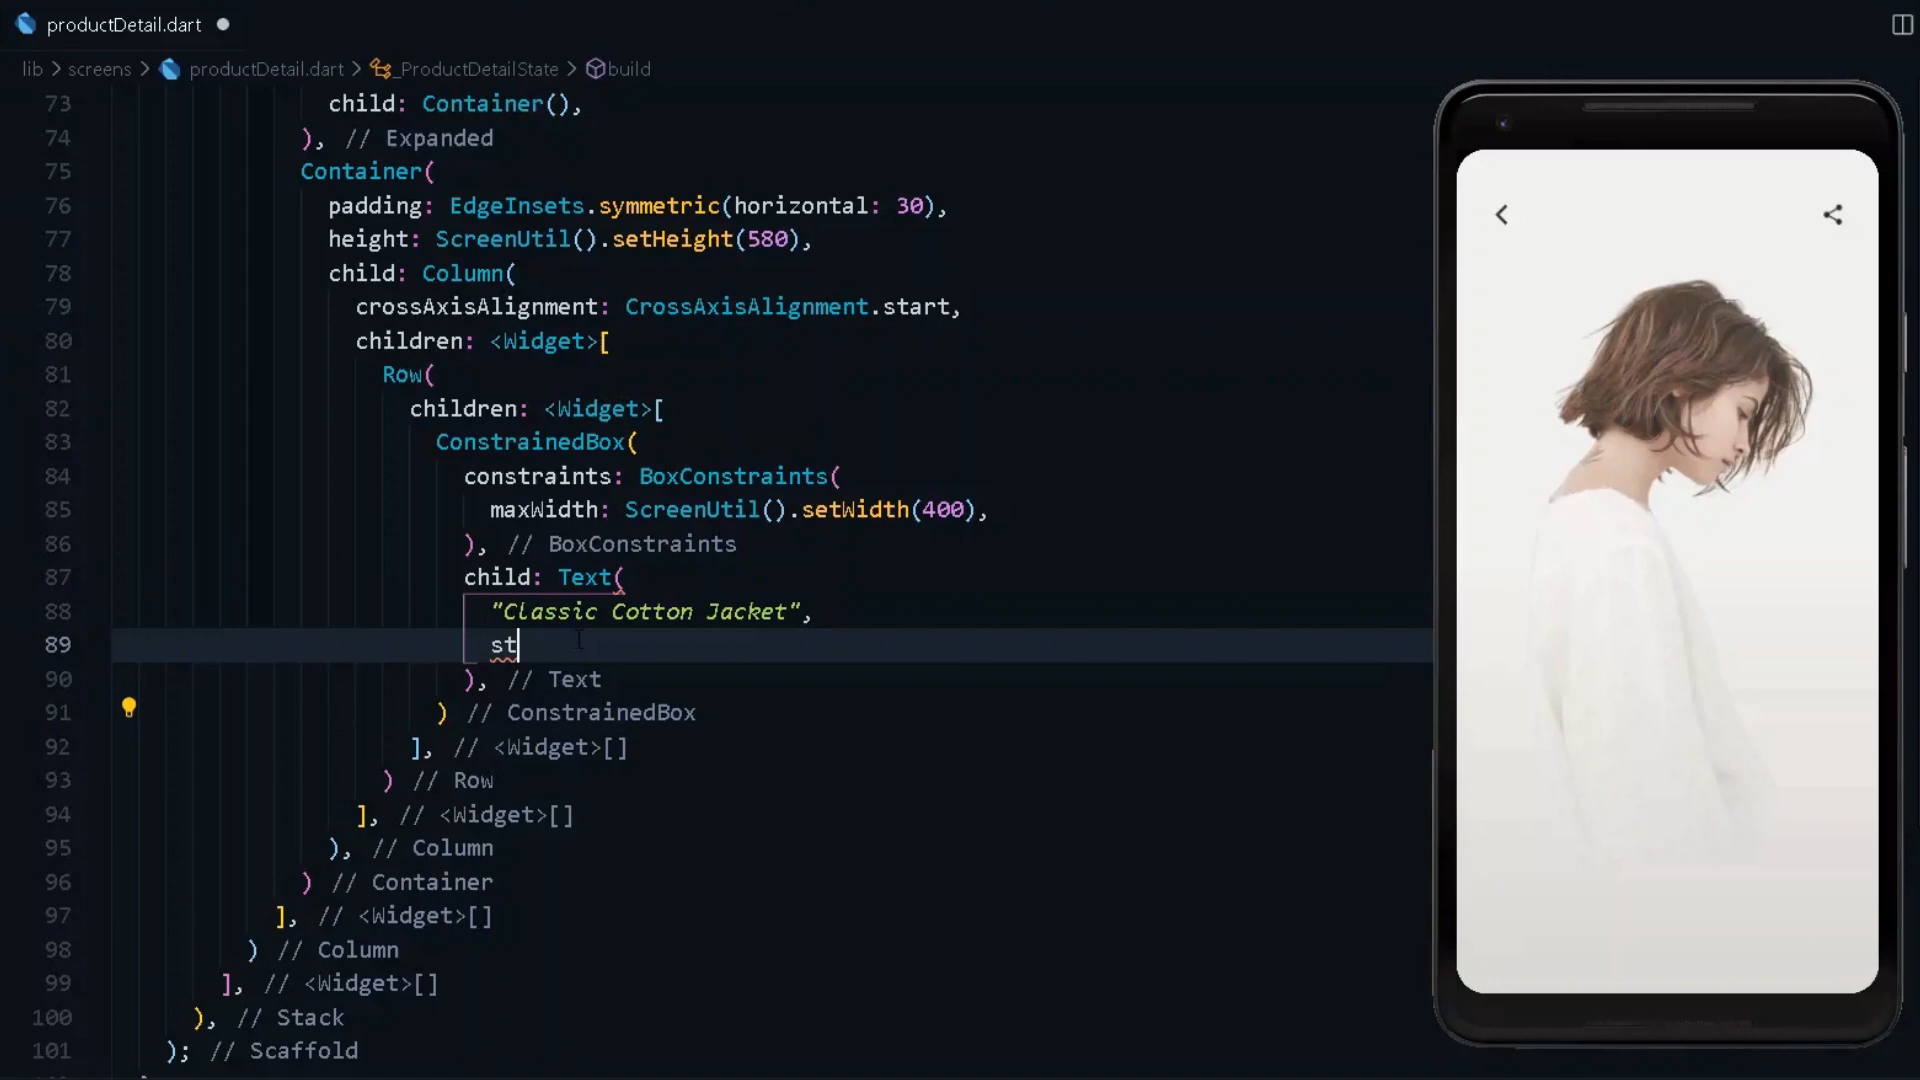 productDetail.dart
lib > screens > productDetail.dart > _ProductDetailState > build
73 child: Container(),
74 ), // Expanded
75 Container(
76 padding: EdgeInsets.symmetric(horizontal: 30),
77 height: ScreenUtil().setHeight(580),
78 child: Column(
79 crossAxisAlignment: CrossAxisAlignment.start,
80 children: <Widget>[
81 Row(
82 children: <Widget>[
83 ConstrainedBox(
84 constraints: BoxConstraints(
85 maxWidth: ScreenUtil().setWidth(400),
86 ), // BoxConstraints
87 child: Text(
88 "Classic Cotton Jacket",
89 st
90 ), // Text
91 ) // ConstrainedBox
92 ], // <Widget>[]
93 ) // Row
94 ], // <Widget>[]
95 ), // Column
96 ) // Container
97 ], // <Widget>[]
98 ) // Column
99 ], // <Widget>[]
100 ), // Stack
101 ); // Scaffold